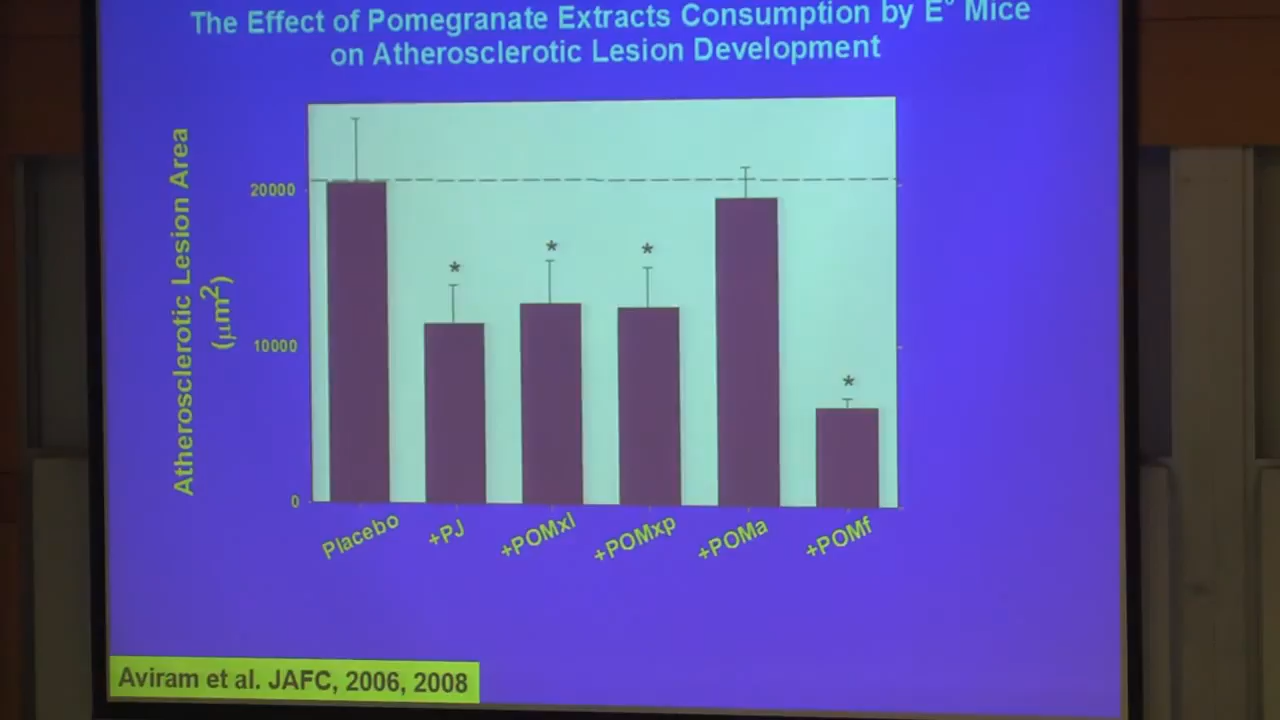 The Effect of Pomegranate Extracts Consumption by E° Mice
on Atherosclerotic Lesion Development
Atherosclerotic Lesion Area
(μm2)
20000
10000
0
*
*
*
*
Placebo
+PJ
+POMxl
+POMxp
+POMa
+POMf
Aviram et al. JAFC, 2006, 2008